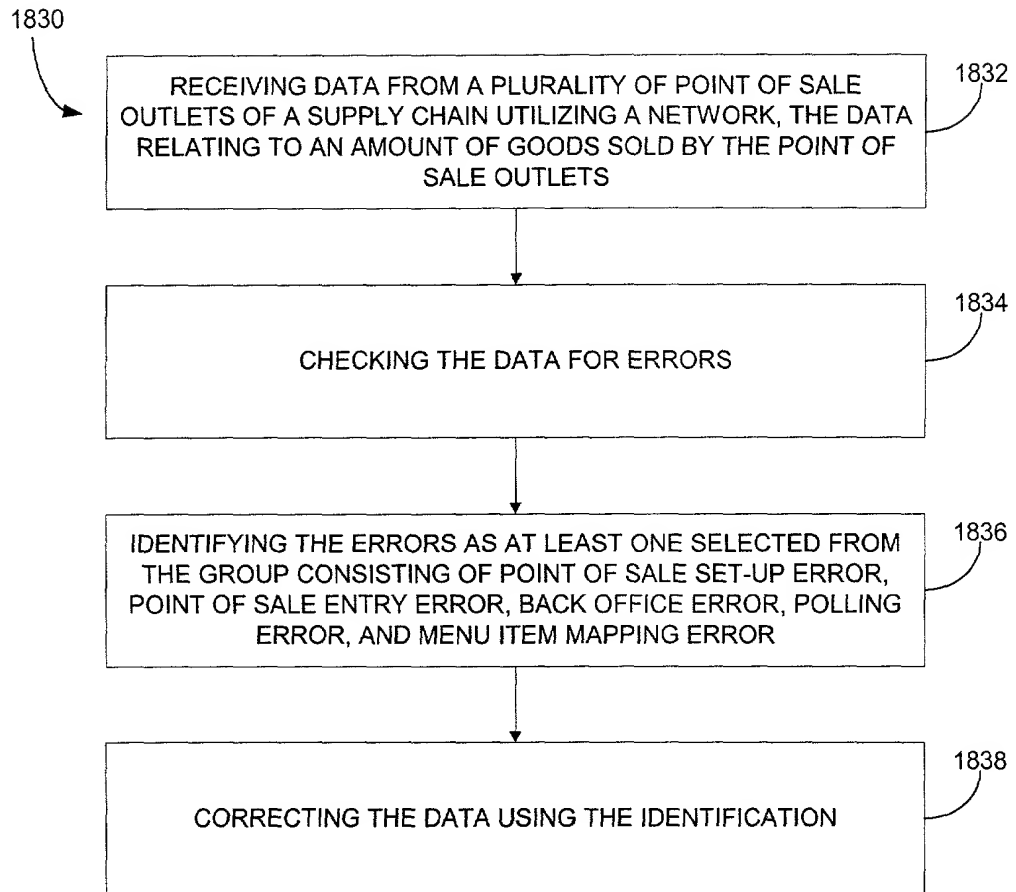 1830
RECEIVING DATA FROM A PLURALITY OF POINT OF SALE
OUTLETS OF A SUPPLY CHAIN UTILIZING A NETWORK, THE DATA
RELATING TO AN AMOUNT OF GOODS SOLD BY THE POINT OF
SALE OUTLETS
1832
CHECKING THE DATA FOR ERRORS
1834
IDENTIFYING THE ERRORS AS AT LEAST ONE SELECTED FROM
THE GROUP CONSISTING OF POINT OF SALE SET-UP ERROR,
POINT OF SALE ENTRY ERROR, BACK OFFICE ERROR, POLLING
ERROR, AND MENU ITEM MAPPING ERROR
1836
CORRECTING THE DATA USING THE IDENTIFICATION
1838